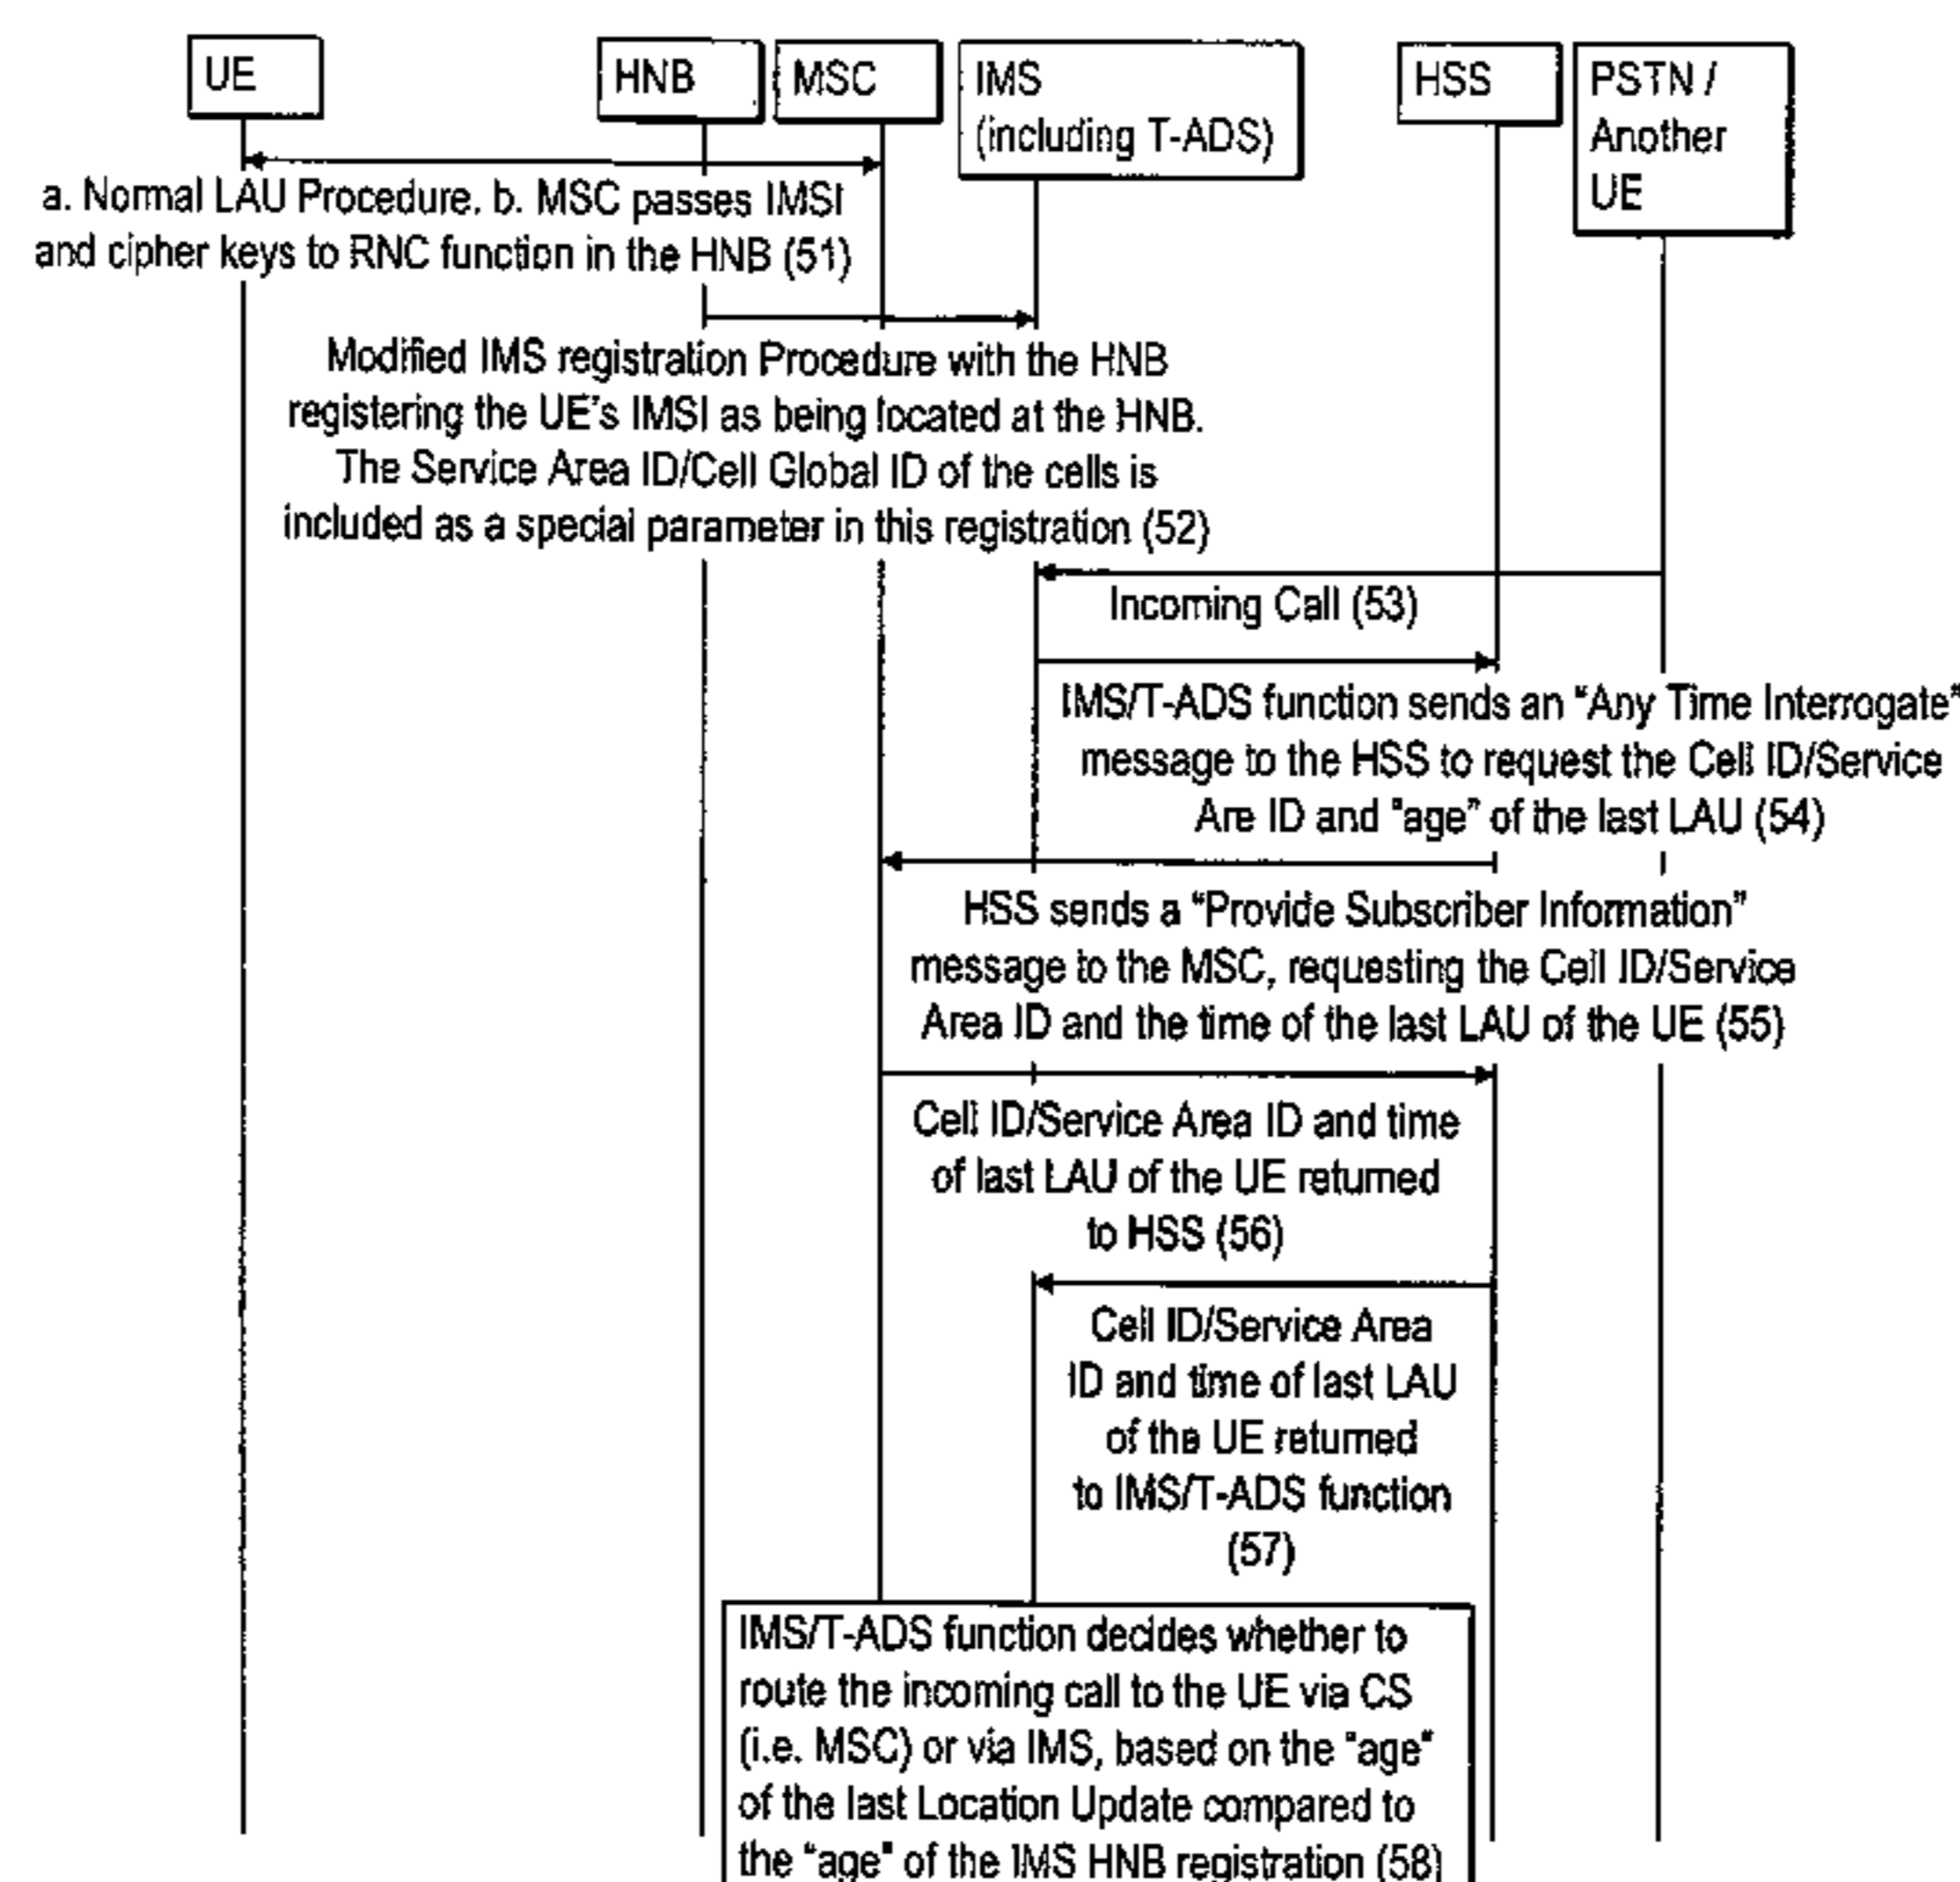 UE
HNB
MSC
IMS
(including T-ADS)
HSS
PSTN /
Another
UE
a. Normal LAU Procedure. b. MSC passes IMSI
and cipher keys to RNC function in the HNB (51)
Modified IMS registration Procedure with the HNB
registering the UE's IMSI as being located at the HNB.
The Service Area ID/Cell Global ID of the cells is
included as a special parameter in this registration (52)
Incoming Call (53)
IMS/T-ADS function sends an "Any Time Interrogate"
message to the HSS to request the Cell ID/Service
Are ID and "age" of the last LAU (54)
HSS sends a "Provide Subscriber Information"
message to the MSC, requesting the Cell ID/Service
Area ID and the time of the last LAU of the UE (55)
Cell ID/Service Area ID and time
of last LAU of the UE returned
to HSS (56)
Cell ID/Service Area
ID and time of last LAU
of the UE returned
to IMS/T-ADS function
(57)
IMS/T-ADS function decides whether to
route the incoming call to the UE via CS
(i.e. MSC) or via IMS, based on the "age"
of the last Location Update compared to
the "age" of the IMS HNB registration (58)